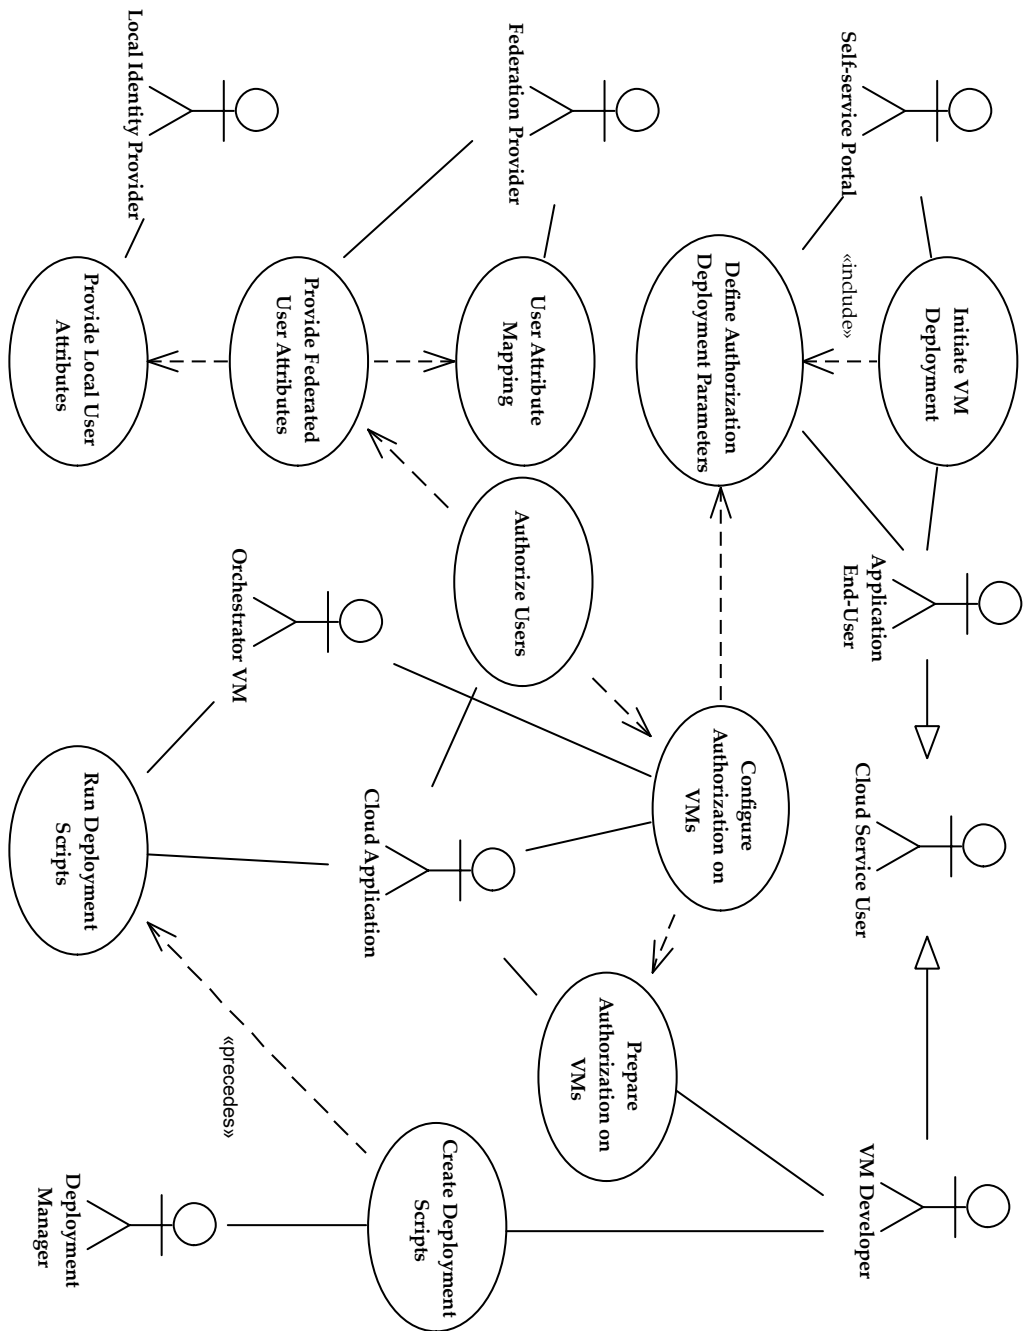 Self-service Portal
Initiate VM
Deployment
«include»
Define Authorization
Deployment Parameters
Application
End-User
Cloud Service User
VM Developer
Federation Provider
User Attribute
Mapping
Authorize Users
Configure
Authorization on
VMs
Prepare
Authorization on
VMs
Local Identity Provider
Provide Federated
User Attributes
Provide Local User
Attributes
Orchestrator VM
Cloud Application
Run Deployment
Scripts
«precedes»
Create Deployment
Scripts
Deployment
Manager